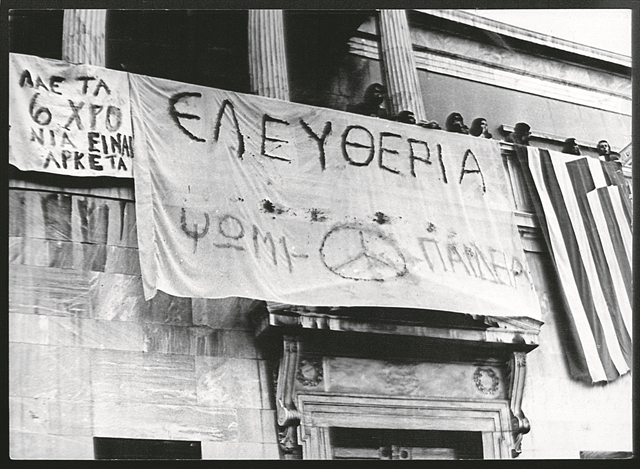 ΛΑΕ ΤΑ
6 ΧΡΟ
ΝΙΑ ΕΙΝΑΙ
ΑΡΚΕΤΑ
ΕΛΕΥΘΕΡΙΑ
ΨΩΜΙ - ΠΑΙΔΕΙΑ